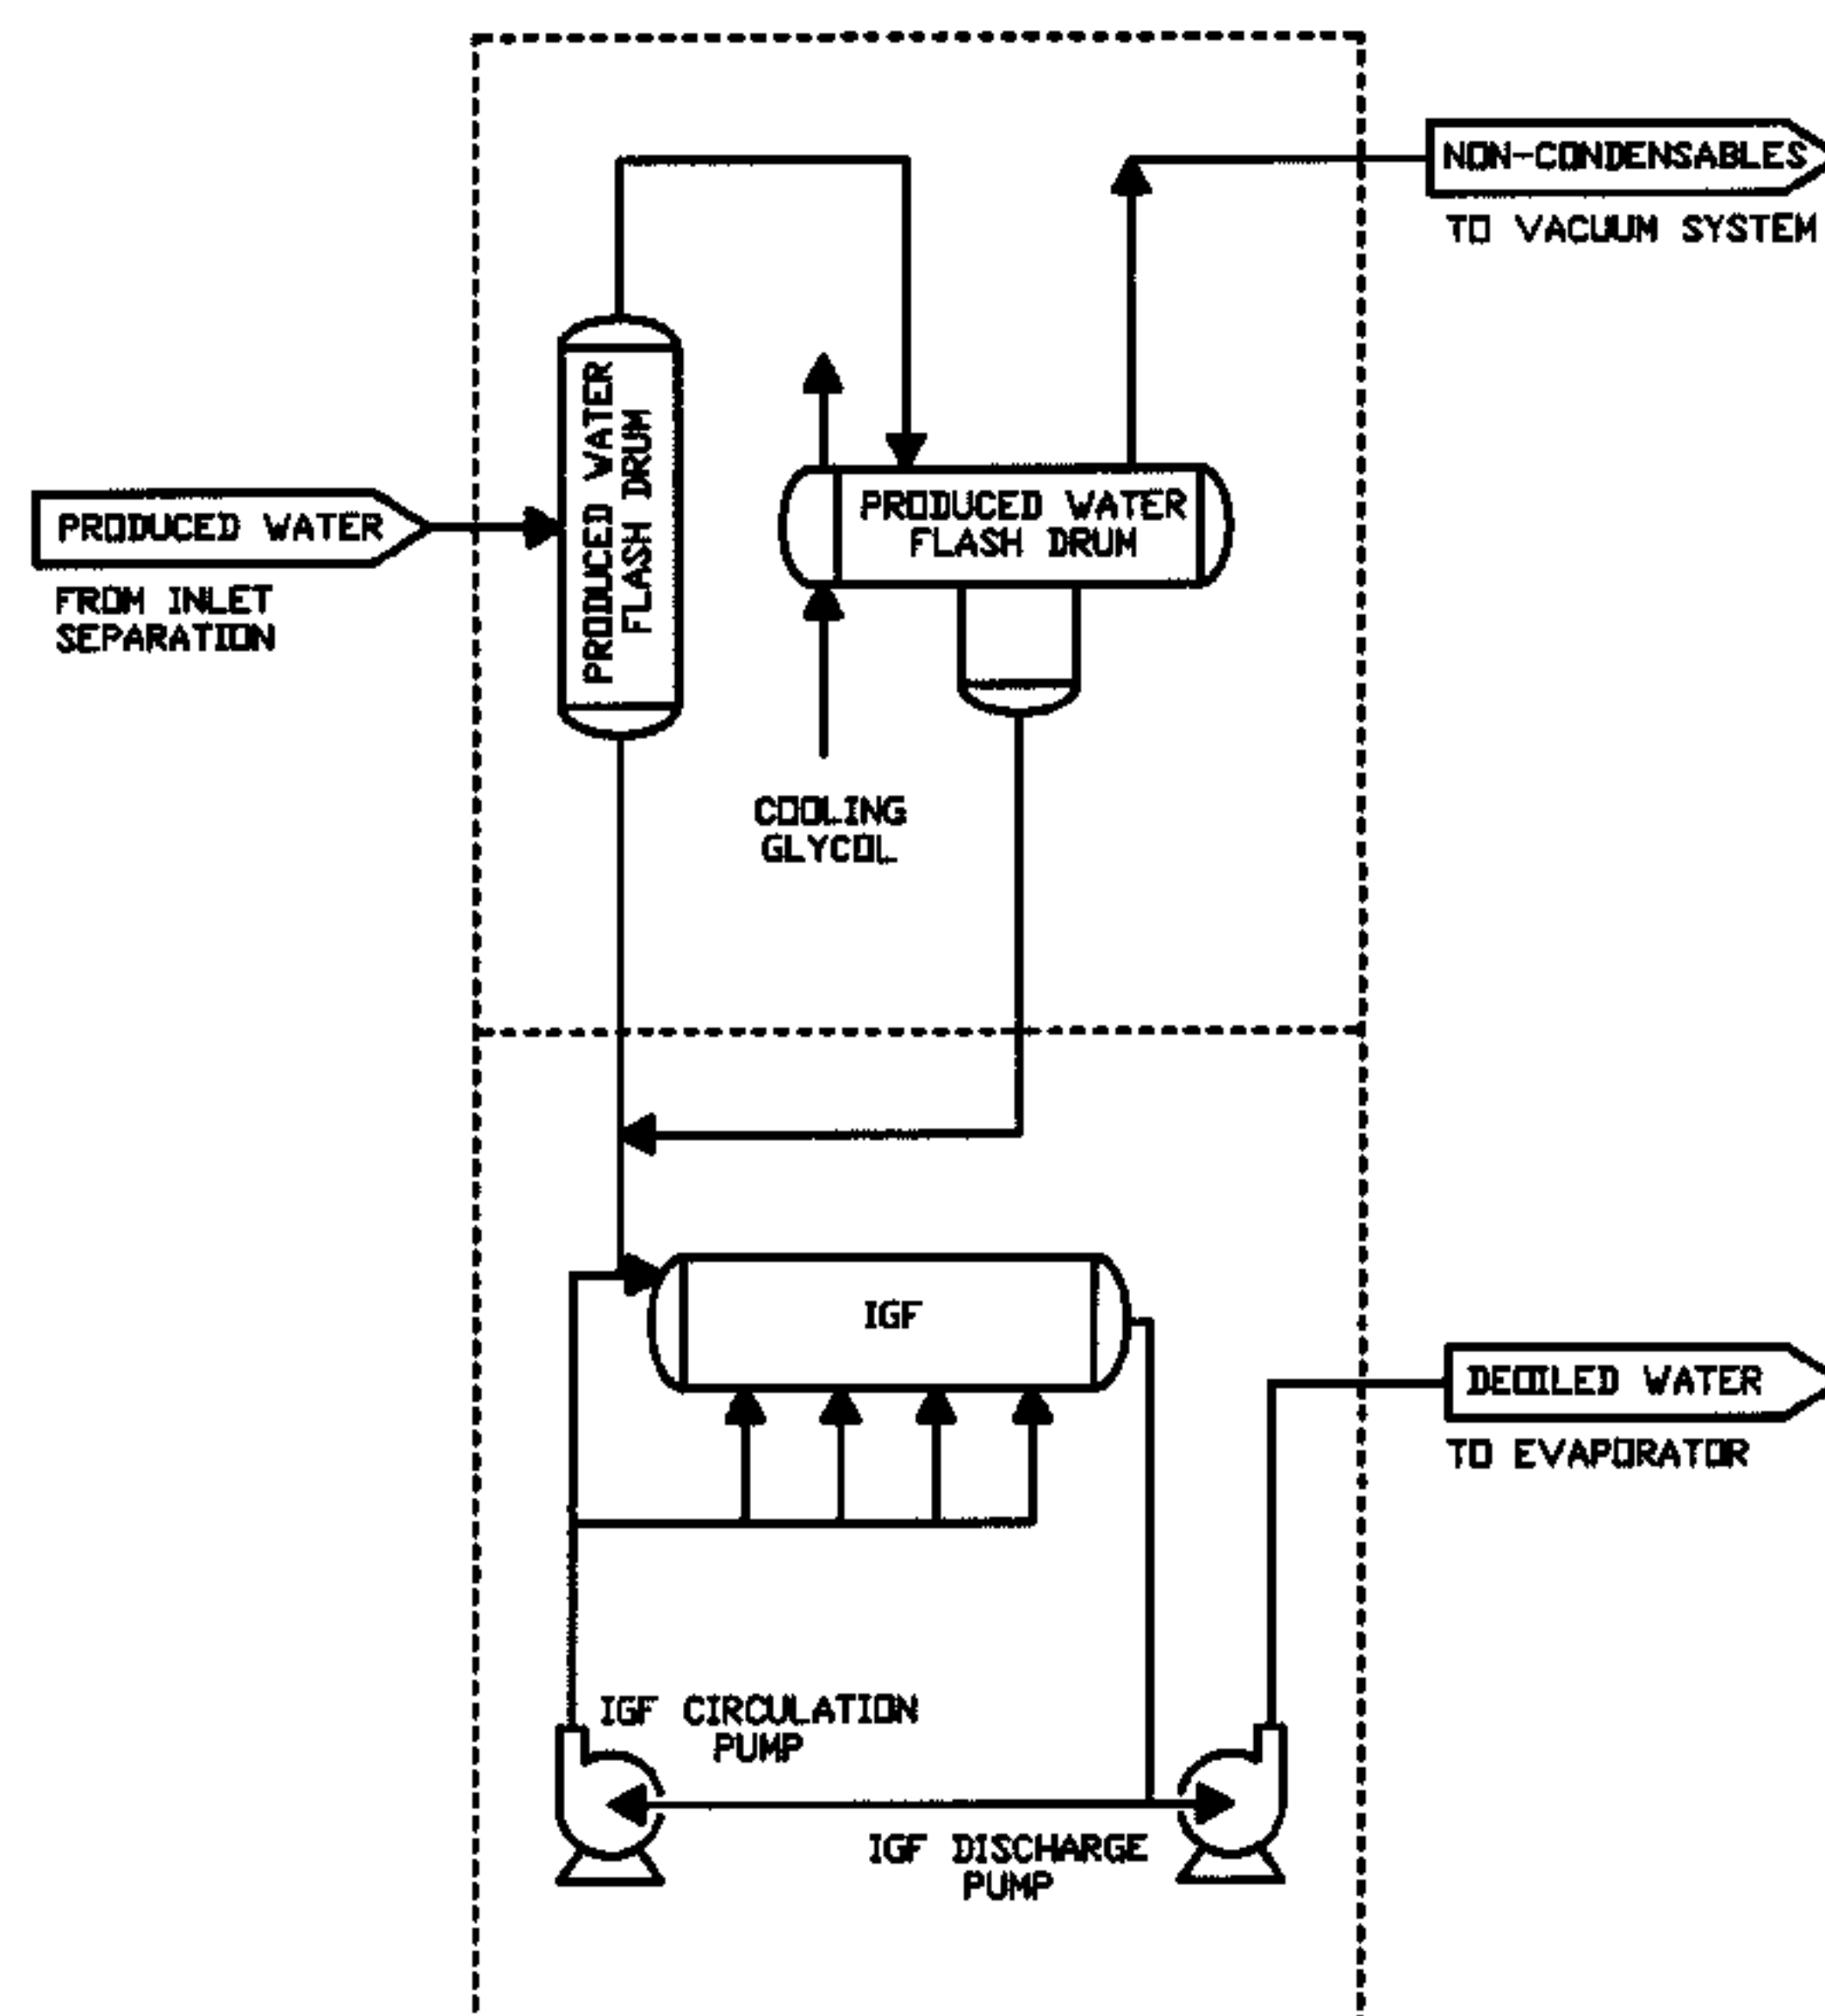 NON-CONDENSABLES
TO VACUUM SYSTEM
PRODUCED WATER
FLASH DRUM
PRODUCED WATER
FROM INLET
SEPARATION
PRODUCED WATER
FLASH DRUM
COOLING
GLYCOL
IGF
DEOILED WATER
TO EVAPORATOR
IGF CIRCULATION
PUMP
IGF DISCHARGE
PUMP